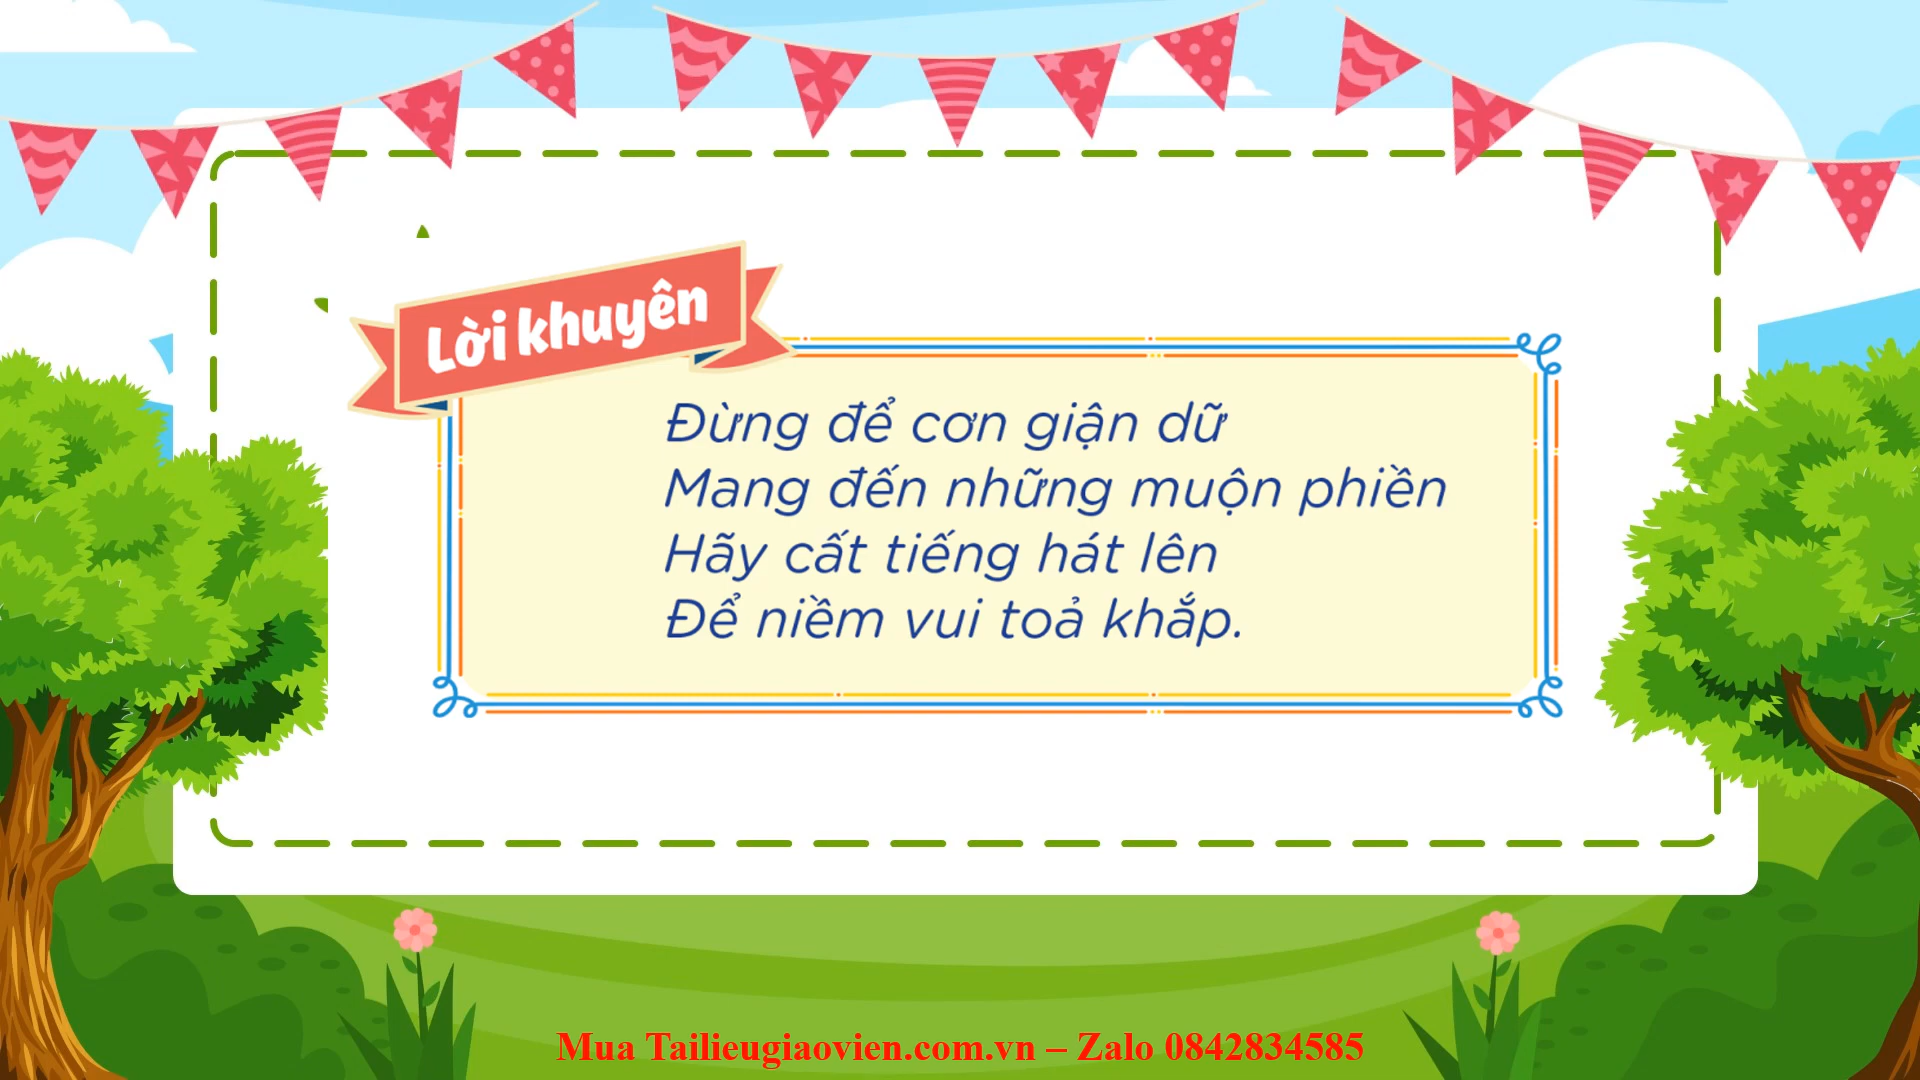 Lời khuyên
Đừng để cơn giận dữ
Mang đến những muộn phiền
Hãy cất tiếng hát lên
Để niềm vui toả khắp.
Mua Tailieugiaovien.com.vn – Zalo 0842834585